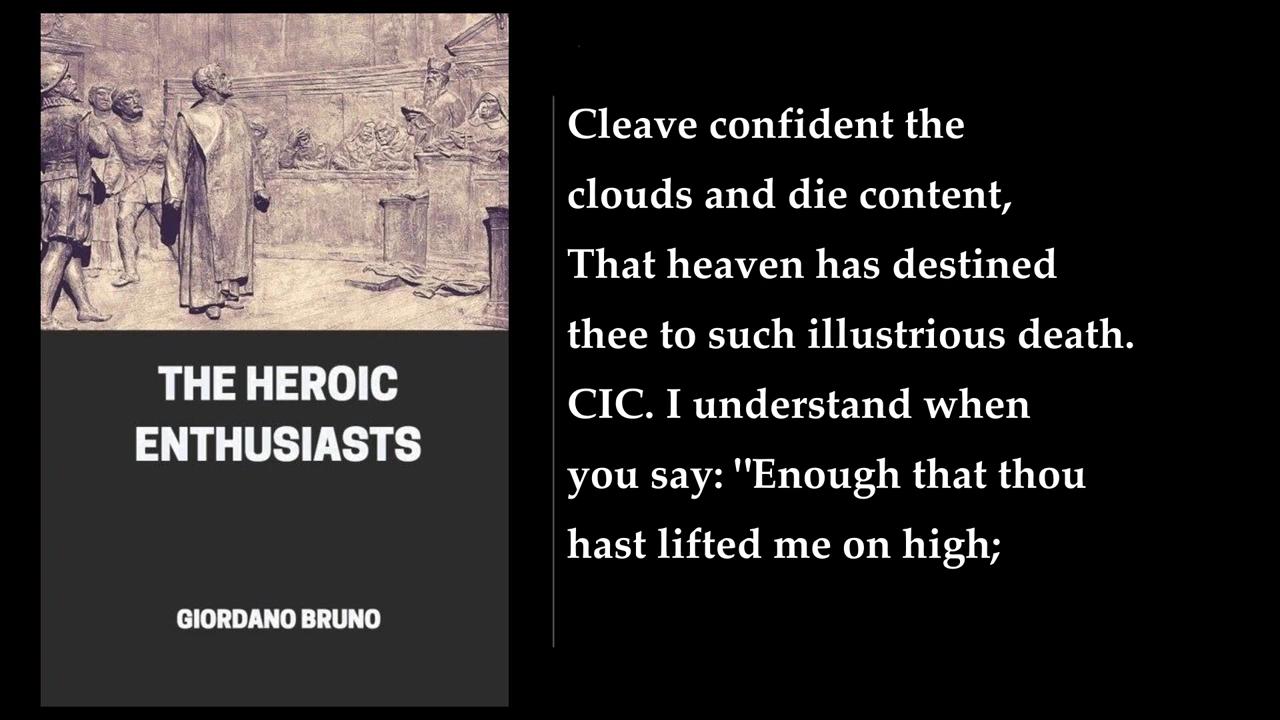 THE HEROIC
ENTHUSIASTS
GIORDANO BRUNO
Cleave confident the
clouds and die content,
That heaven has destined
thee to such illustrious death.
CIC. I understand when
you say: "Enough that thou
hast lifted me on high;